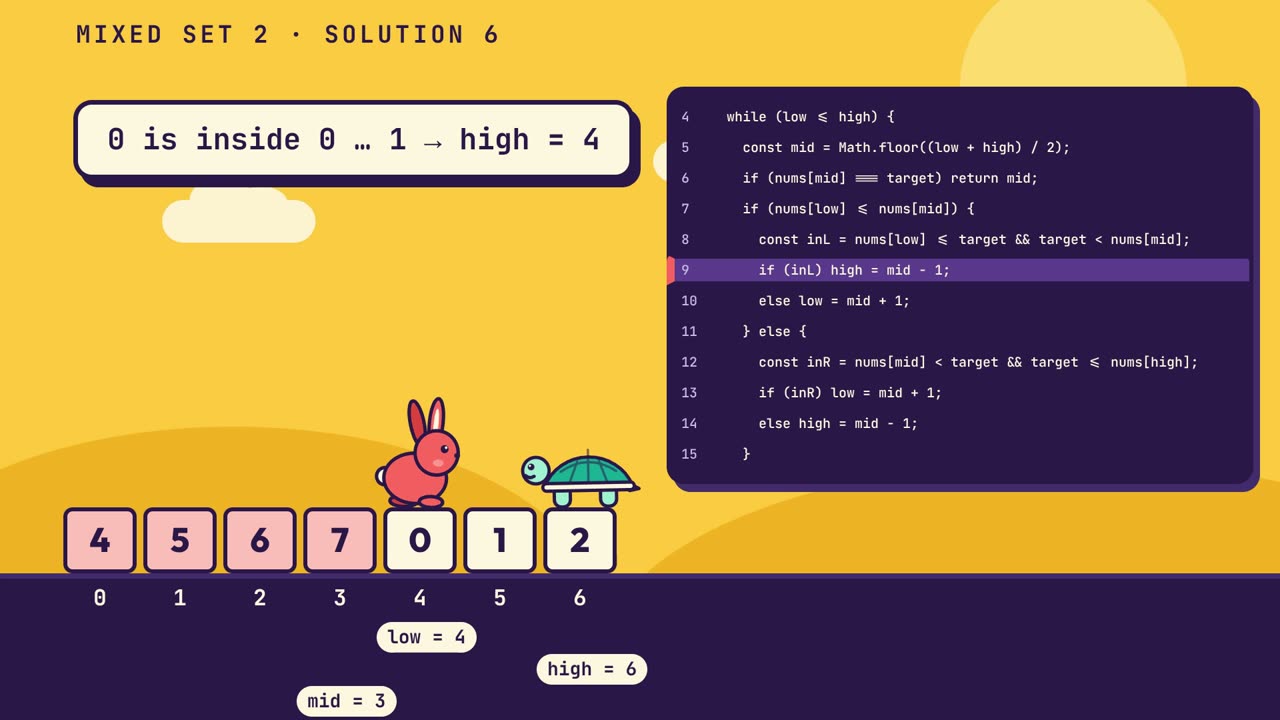 MIXED SET 2 · SOLUTION 6
0 is inside 0 … 1 → high = 4
4 while (low <= high) {
5 const mid = Math.floor((low + high) / 2);
6 if (nums[mid] === target) return mid;
7 if (nums[low] <= nums[mid]) {
8 const inL = nums[low] <= target && target < nums[mid];
9 if (inL) high = mid - 1;
10 else low = mid + 1;
11 } else {
12 const inR = nums[mid] < target && target <= nums[high];
13 if (inR) low = mid + 1;
14 else high = mid - 1;
15 }
4 5 6 7 0 1 2
0 1 2 3 4 5 6
low = 4
high = 6
mid = 3